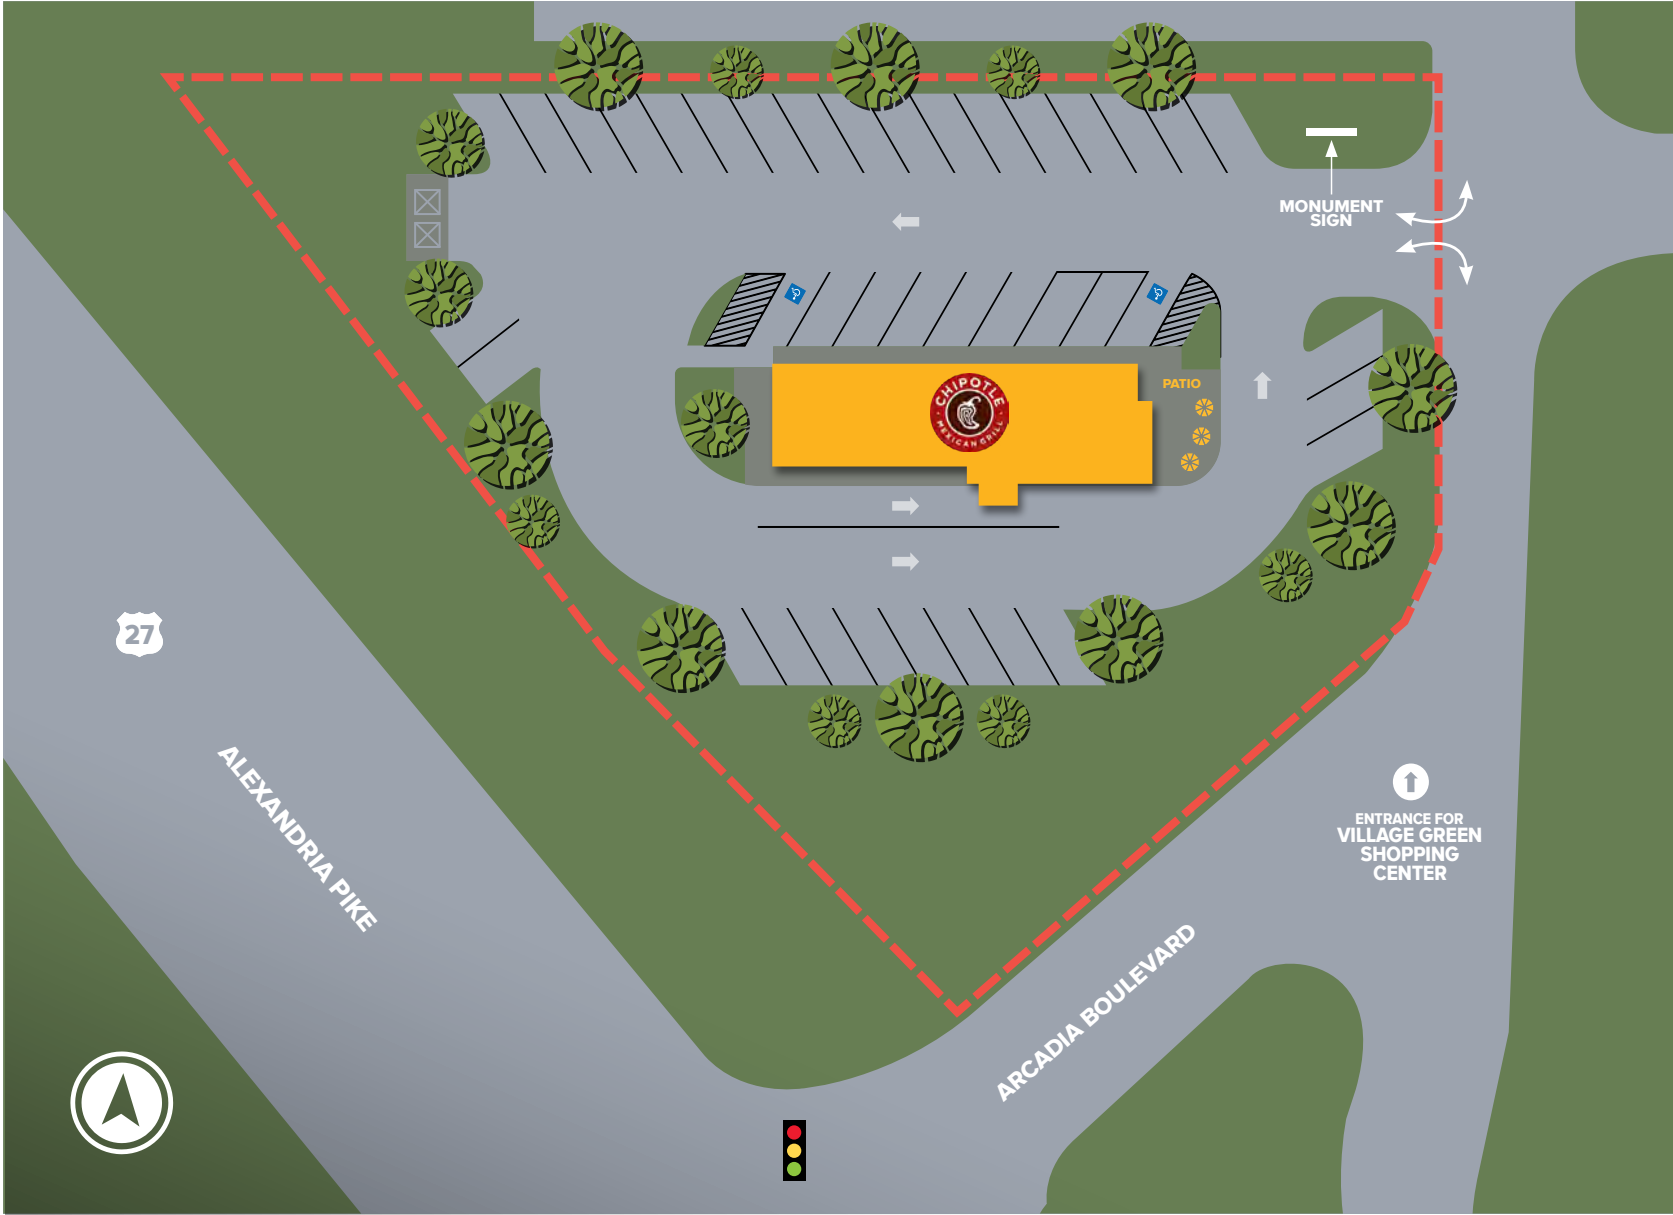 MONUMENT
SIGN
CHIPOTLE
MEXICAN GRILL
PATIO
27
ALEXANDRIA PIKE
ENTRANCE FOR
VILLAGE GREEN
SHOPPING
CENTER
ARCADIA BOULEVARD